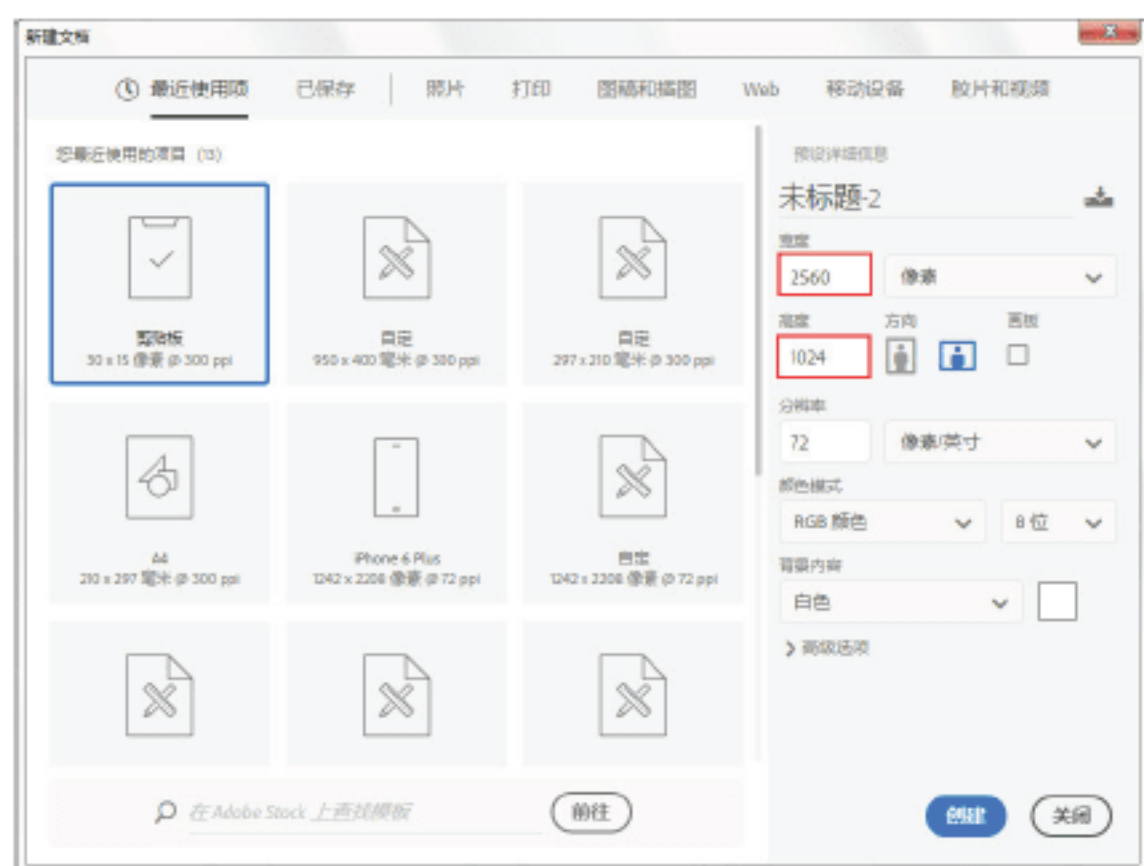 新建文档
最近使用项 已保存 照片 打印 图稿和插图 Web 移动设备 胶片和视频
您最近使用的项目 (13)
剪贴板
30 x 15 像素 @ 300 ppi
自定
950 x 400 毫米 @ 300 ppi
自定
297 x 210 毫米 @ 300 ppi
A4
210 x 297 毫米 @ 300 ppi
iPhone 6 Plus
1242 x 2208 像素 @ 72 ppi
自定
1242 x 2208 像素 @ 72 ppi
在 Adobe Stock 上查找模板
前往
预设详细信息
未标题-2
宽度
2560 像素
高度 方向 画板
1024
分辨率
72 像素/英寸
颜色模式
RGB 颜色 8 位
背景内容
白色
高级选项
创建 关闭